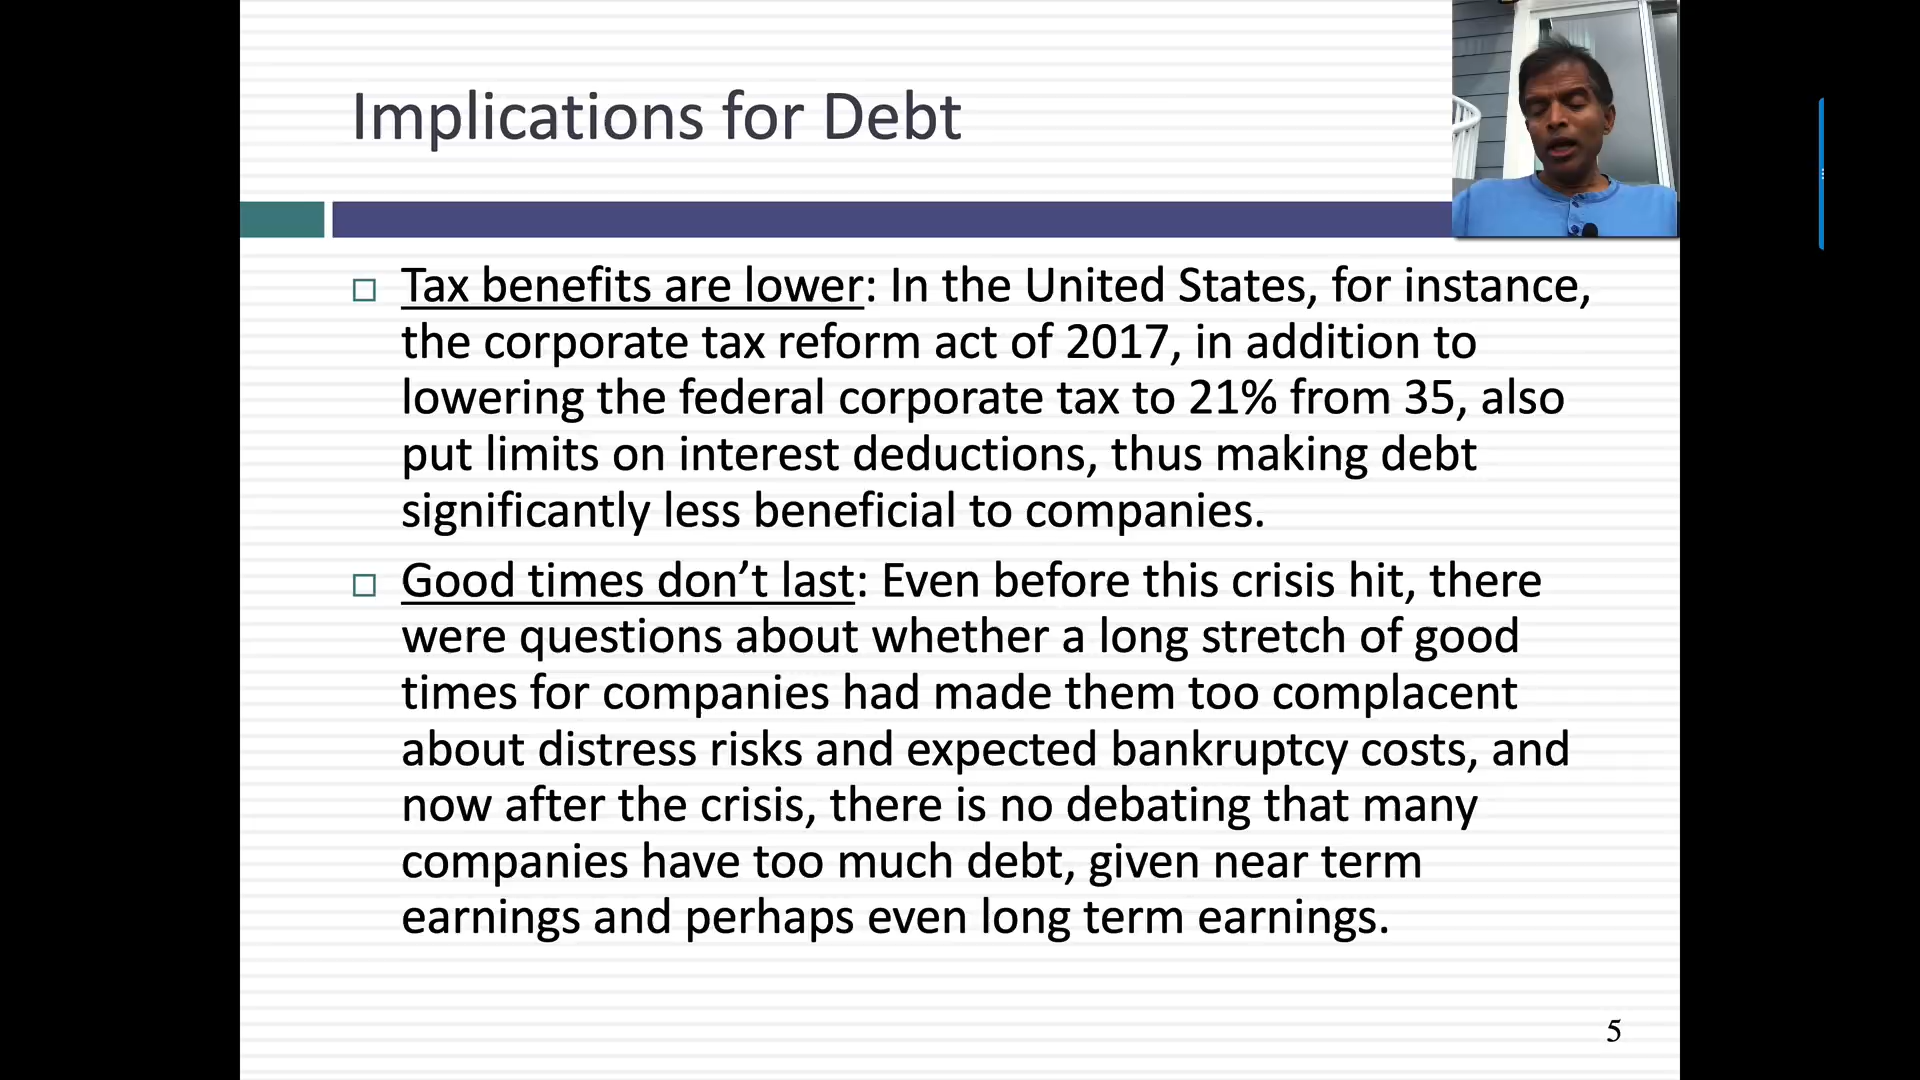 Implications for Debt
Tax benefits are lower: In the United States, for instance,
the corporate tax reform act of 2017, in addition to
lowering the federal corporate tax to 21% from 35, also
put limits on interest deductions, thus making debt
significantly less beneficial to companies.
Good times don’t last: Even before this crisis hit, there
were questions about whether a long stretch of good
times for companies had made them too complacent
about distress risks and expected bankruptcy costs, and
now after the crisis, there is no debating that many
companies have too much debt, given near term
earnings and perhaps even long term earnings.
5